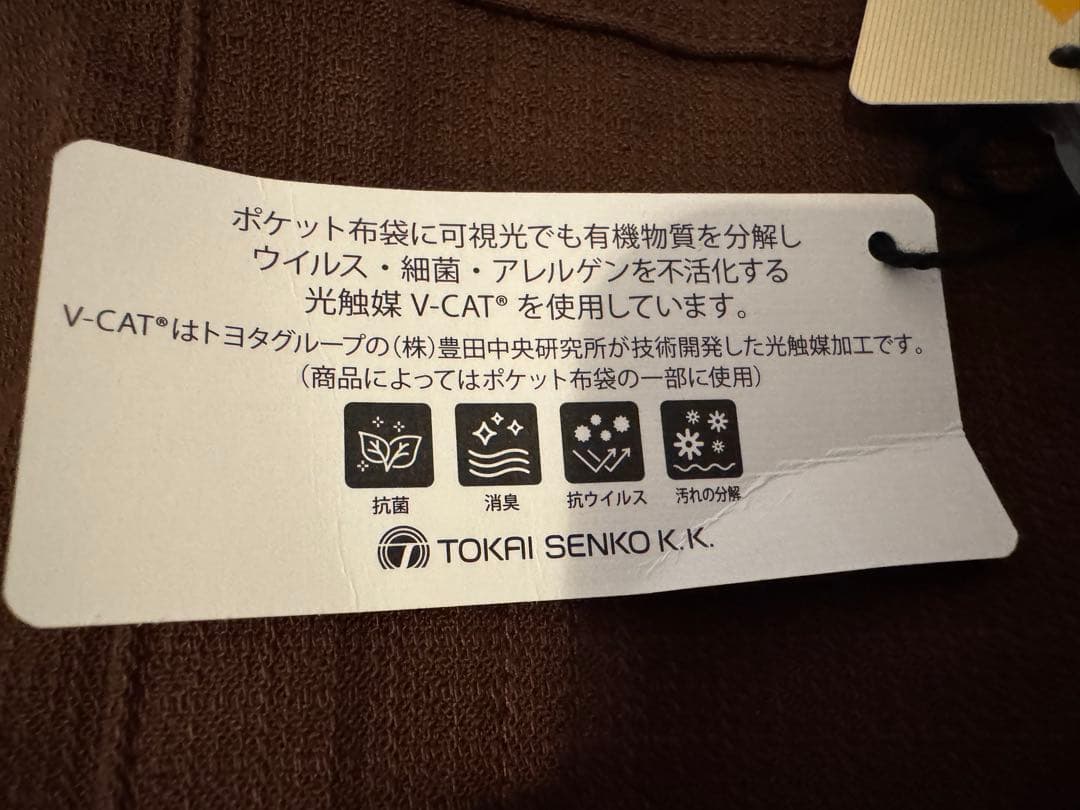 ポケット布袋に可視光でも有機物質を分解し
ウイルス・細菌・アレルゲンを不活化する
光触媒 V-CAT® を使用しています。
V-CAT®はトヨタグループの(株)豊田中央研究所が技術開発した光触媒加工です。
(商品によってはポケット布袋の一部に使用)
抗菌 消臭 抗ウイルス 汚れの分解
TOKAI SENKO K.K.